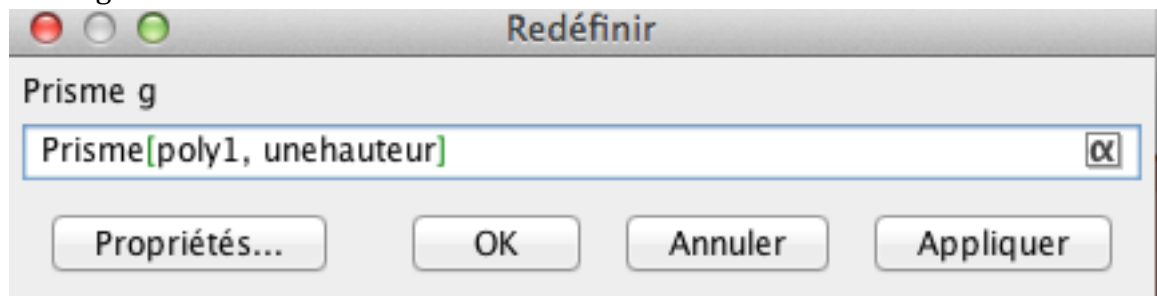 Redéfinir
Prisme g
Prisme[poly1, unehauteur]
α
Propriétés... OK Annuler Appliquer